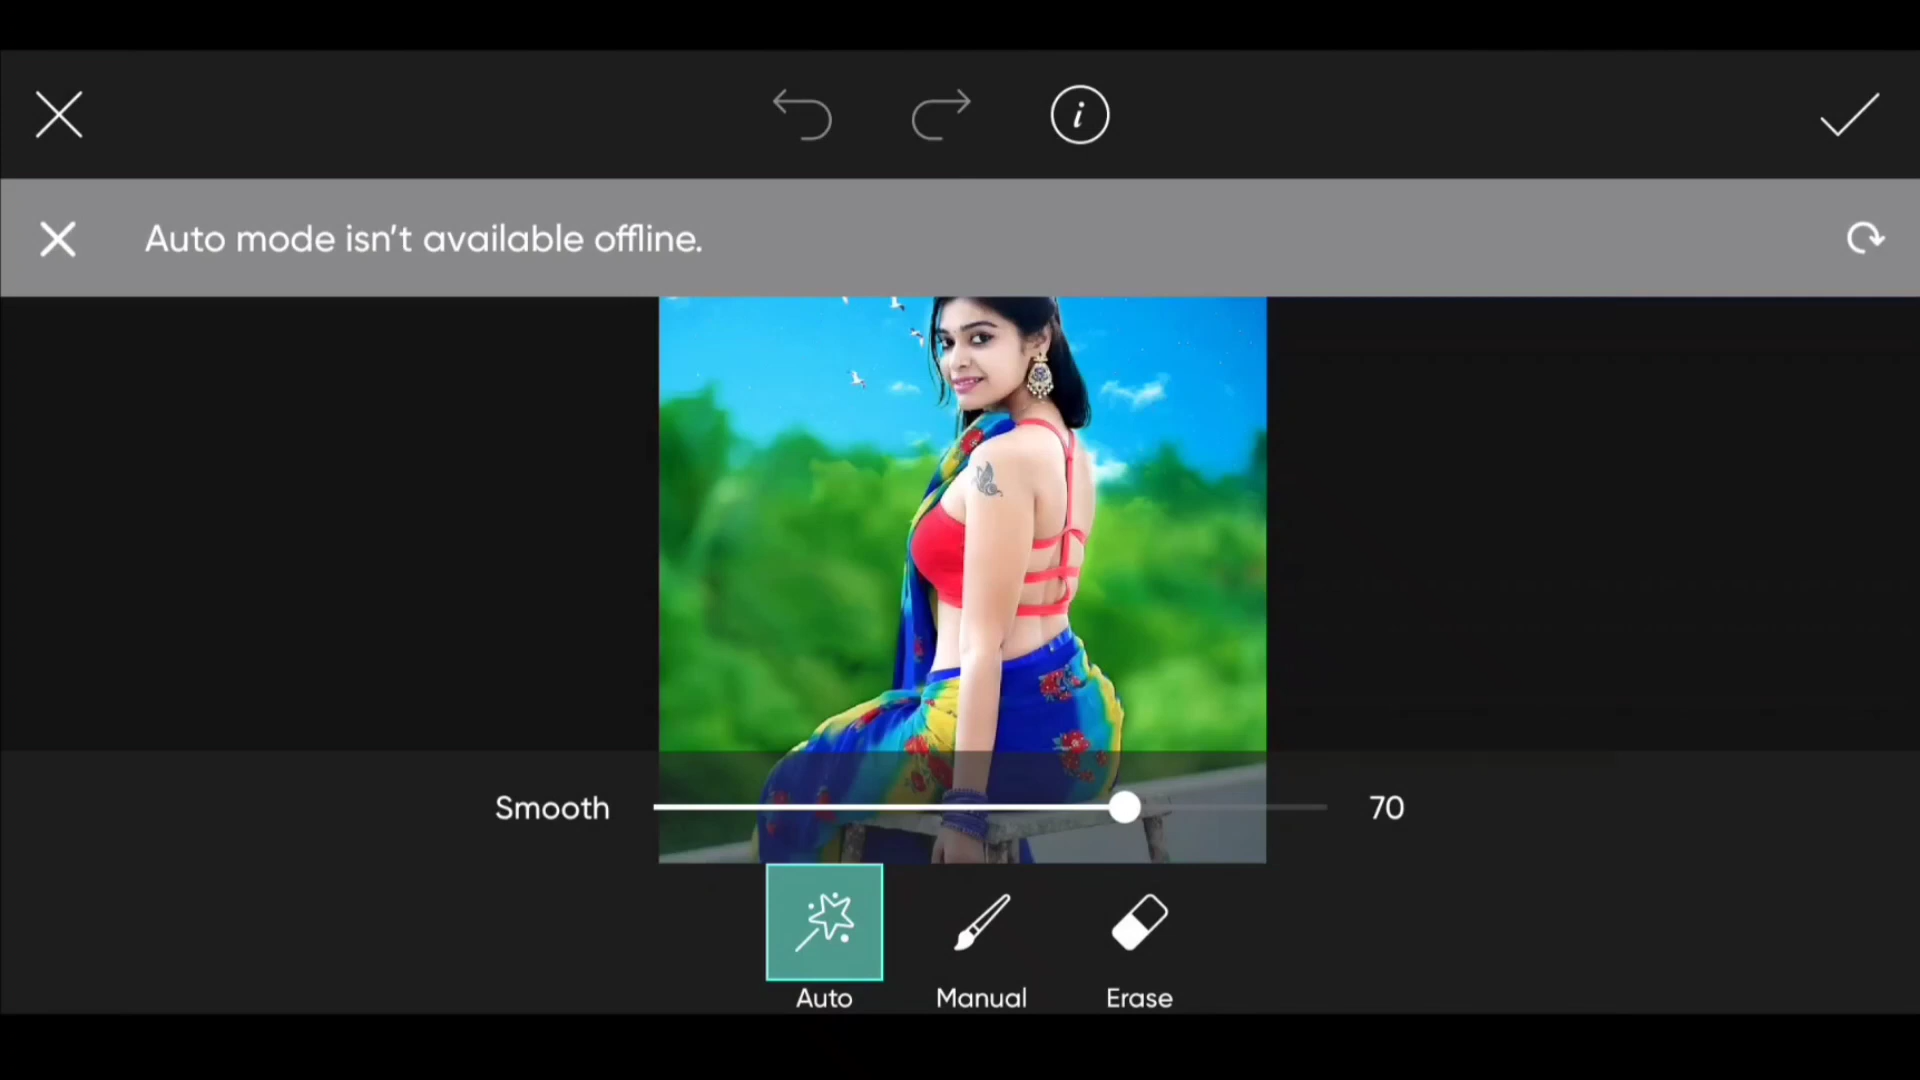 Auto mode isn’t available offline.
Smooth 70
Auto Manual Erase